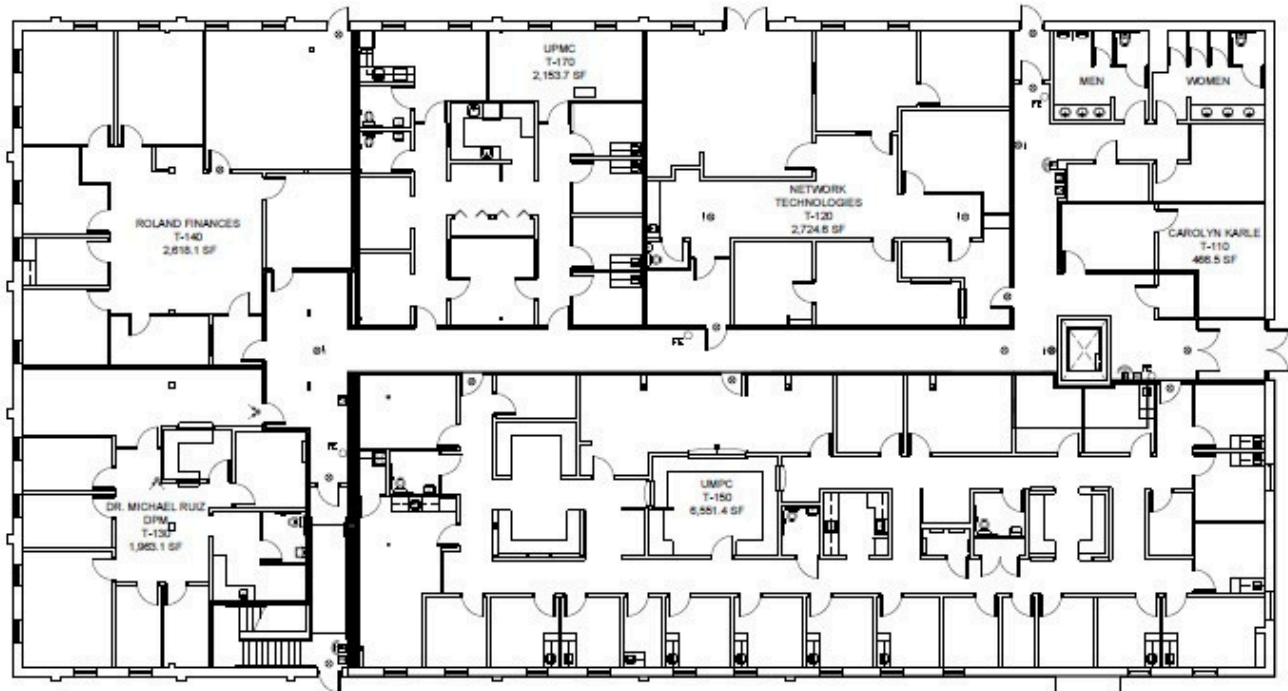 UPMC
T-170
2,153.7 SF
MEN
WOMEN
FE
NETWORK
TECHNOLOGIES
T-120
2,724.6 SF
ROLAND FINANCES
T-140
2,618.1 SF
CAROLYN KARLE
T-110
466.5 SF
FE
FE
FE
UMPC
T-150
6,551.4 SF
DR. MICHAEL RUIZ
DPM
T-130
1,963.1 SF